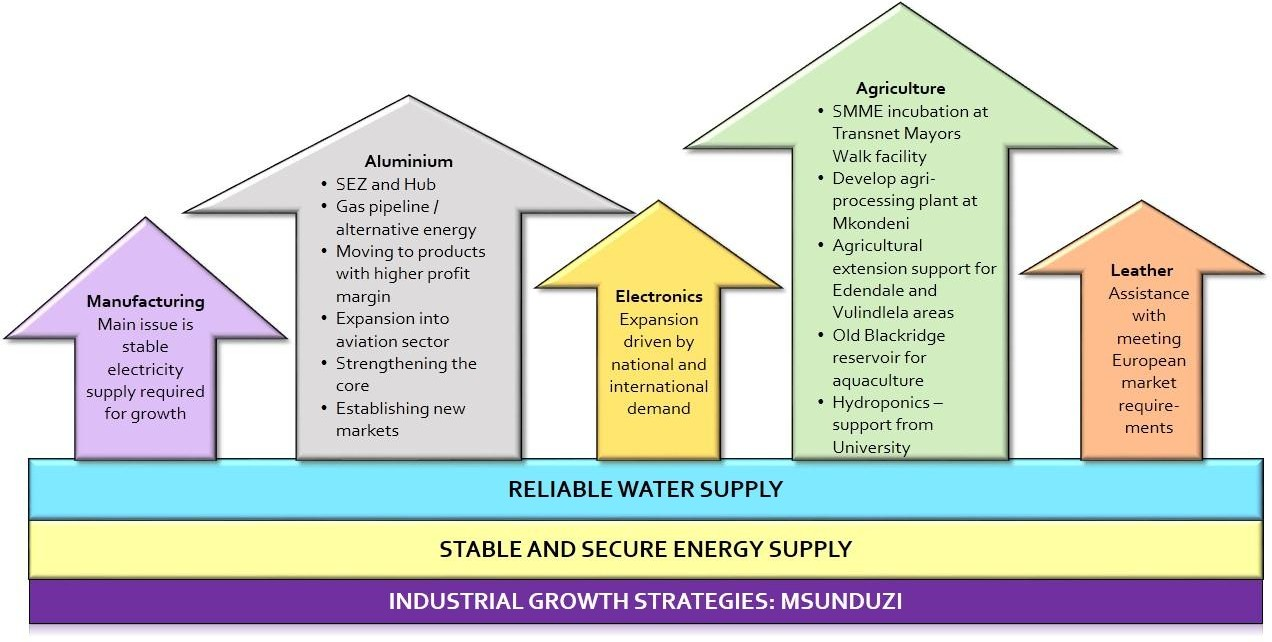 Manufacturing
Main issue is
stable
electricity
supply required
for growth
Aluminium
• SEZ and Hub
• Gas pipeline /
alternative energy
• Moving to products
with higher profit
margin
• Expansion into
aviation sector
• Strengthening the
core
• Establishing new
markets
Electronics
Expansion
driven by
national and
international
demand
Agriculture
• SMME incubation at
Transnet Mayors
Walk facility
• Develop agri-
processing plant at
Mkondeni
• Agricultural
extension support for
Edendale and
Vulindlela areas
• Old Blackridge
reservoir for
aquaculture
• Hydroponics –
support from
University
Leather
Assistance
with
meeting
European
market
require-
ments
RELIABLE WATER SUPPLY
STABLE AND SECURE ENERGY SUPPLY
INDUSTRIAL GROWTH STRATEGIES: MSUNDUZI